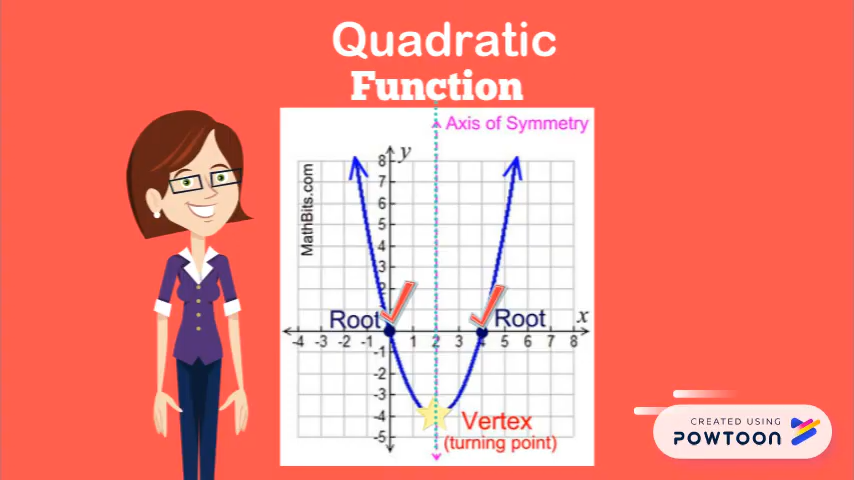 Quadratic
Function
Axis of Symmetry
y
MathBits.com
8
7
6
5
4
3
2
Root
Root
x
-4 -3 -2 -1 1 2 3 4 5 6 7 8
-1
-2
-3
-4
-5
Vertex
(turning point)
CREATED USING
POWTOON